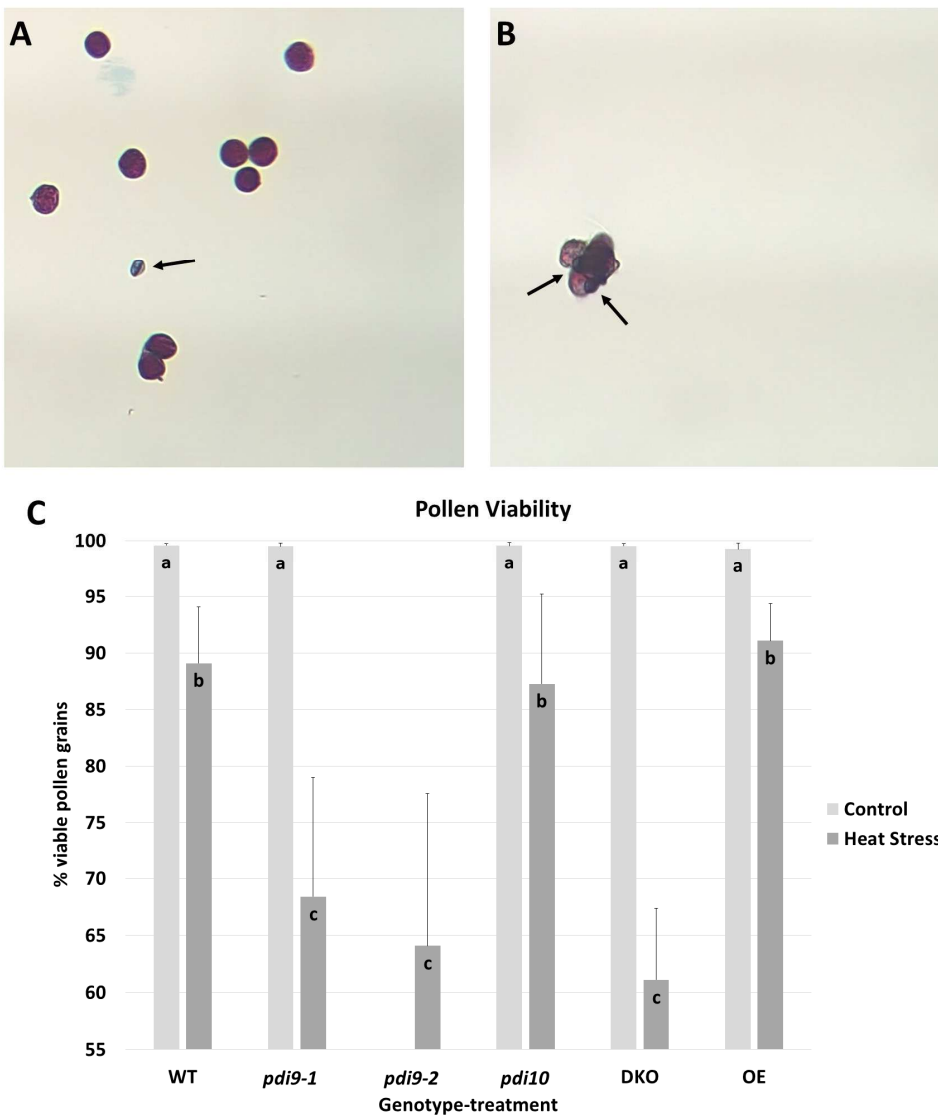 A
B
C
Pollen Viability
100
95
90
85
80
75
70
65
60
55
% viable pollen grains
a
b
a
c
c
a
b
a
c
a
b
Control
Heat Stress
WT
pdi9-1
pdi9-2
pdi10
DKO
OE
Genotype-treatment